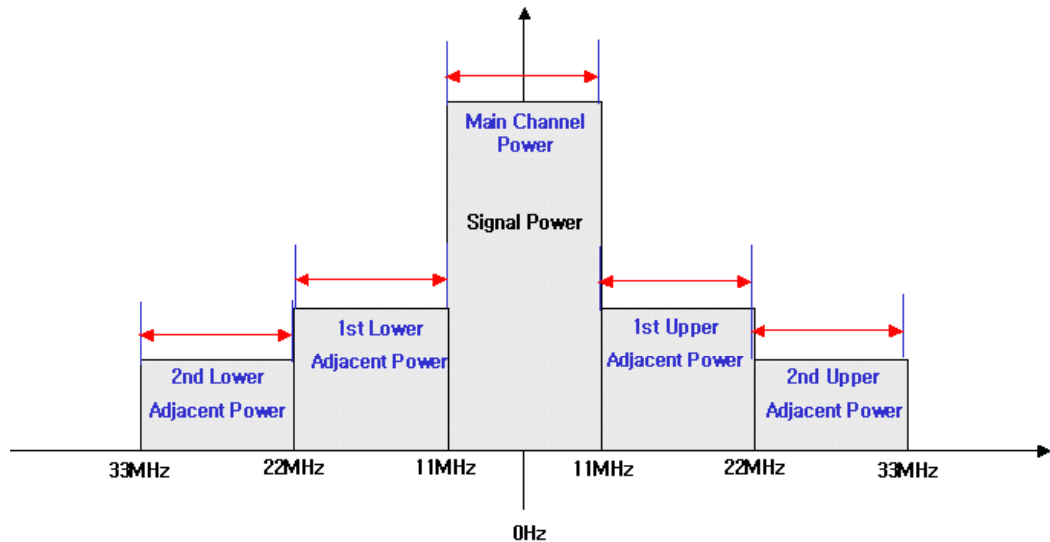 Main Channel
Power
Signal Power
1st Lower
Adjacent Power
1st Upper
Adjacent Power
2nd Lower
Adjacent Power
2nd Upper
Adjacent Power
33MHz
22MHz
11MHz
11MHz
22MHz
33MHz
0Hz